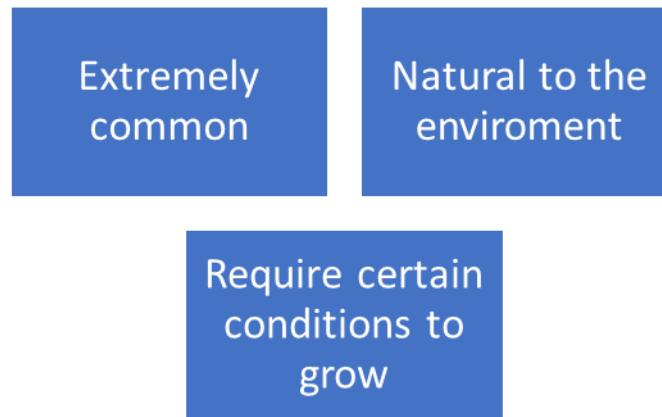 Extremely
common
Natural to the
enviroment
Require certain
conditions to
grow